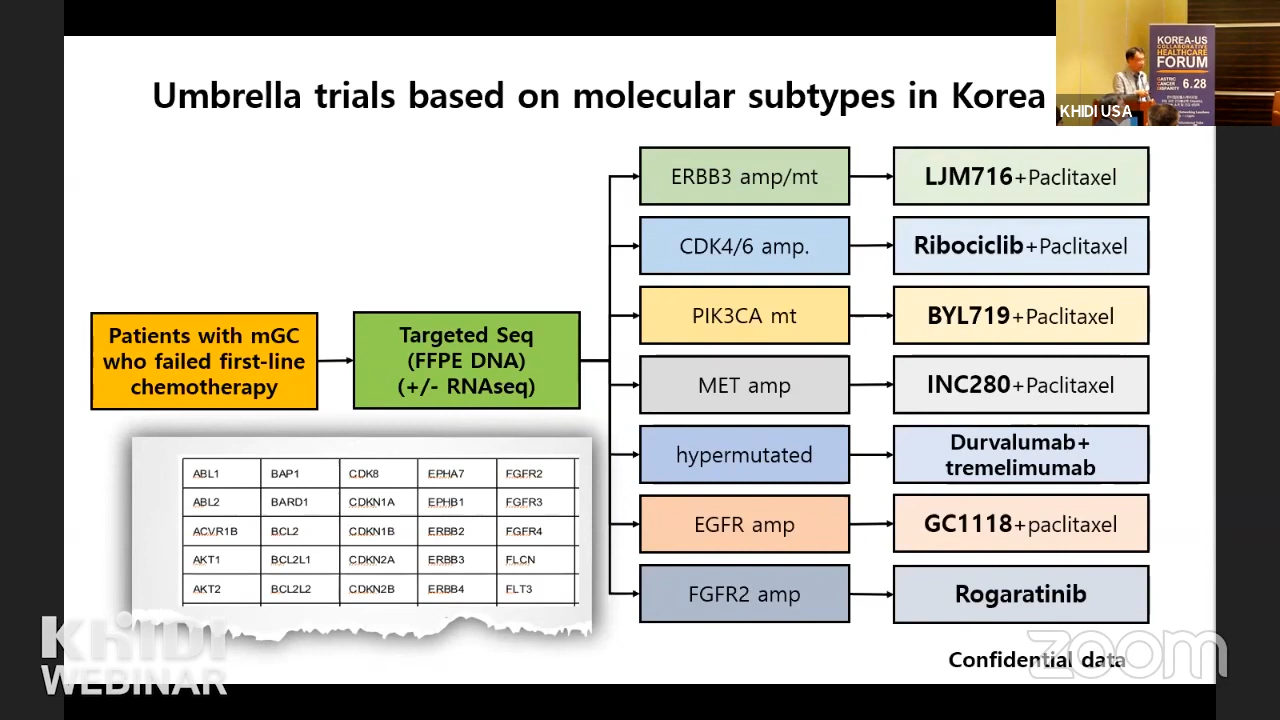 Umbrella trials based on molecular subtypes in Korea
KOREA-US
COLLABORATIVE
HEALTHCARE
FORUM
GASTRIC
CANCER
DISPARITY
6.28
KHIDI USA
Patients with mGC
who failed first-line
chemotherapy
Targeted Seq
(FFPE DNA)
(+/- RNAseq)
ERBB3 amp/mt
LJM716+Paclitaxel
CDK4/6 amp.
Ribociclib+Paclitaxel
PIK3CA mt
BYL719+Paclitaxel
MET amp
INC280+Paclitaxel
hypermutated
Durvalumab+
tremelimumab
EGFR amp
GC1118+paclitaxel
FGFR2 amp
Rogaratinib
ABL1 BAP1 CDK8 EPHA7 FGFR2
ABL2 BARD1 CDKN1A EPHB1 FGFR3
ACVR1B BCL2 CDKN1B ERBB2 FGFR4
AKT1 BCL2L1 CDKN2A ERBB3 FLCN
AKT2 BCL2L2 CDKN2B ERBB4 FLT3
Confidential data
KHIDI
WEBINAR
zoom